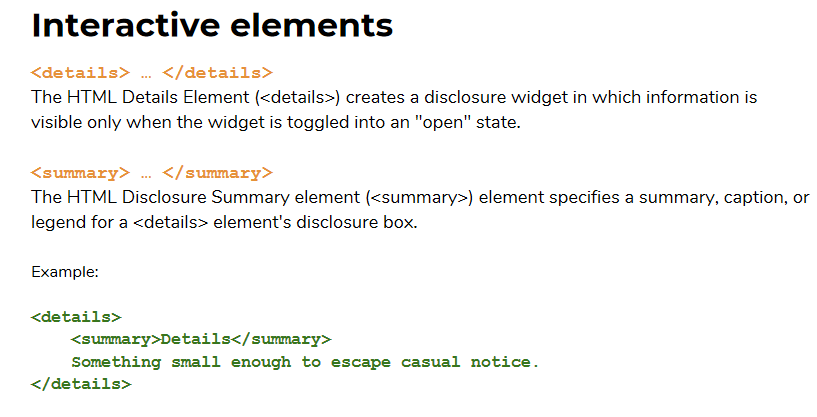 Interactive elements
<details> … </details>
The HTML Details Element (<details>) creates a disclosure widget in which information is
visible only when the widget is toggled into an "open" state.
<summary> … </summary>
The HTML Disclosure Summary element (<summary>) element specifies a summary, caption, or
legend for a <details> element's disclosure box.
Example:
<details>
    <summary>Details</summary>
    Something small enough to escape casual notice.
</details>